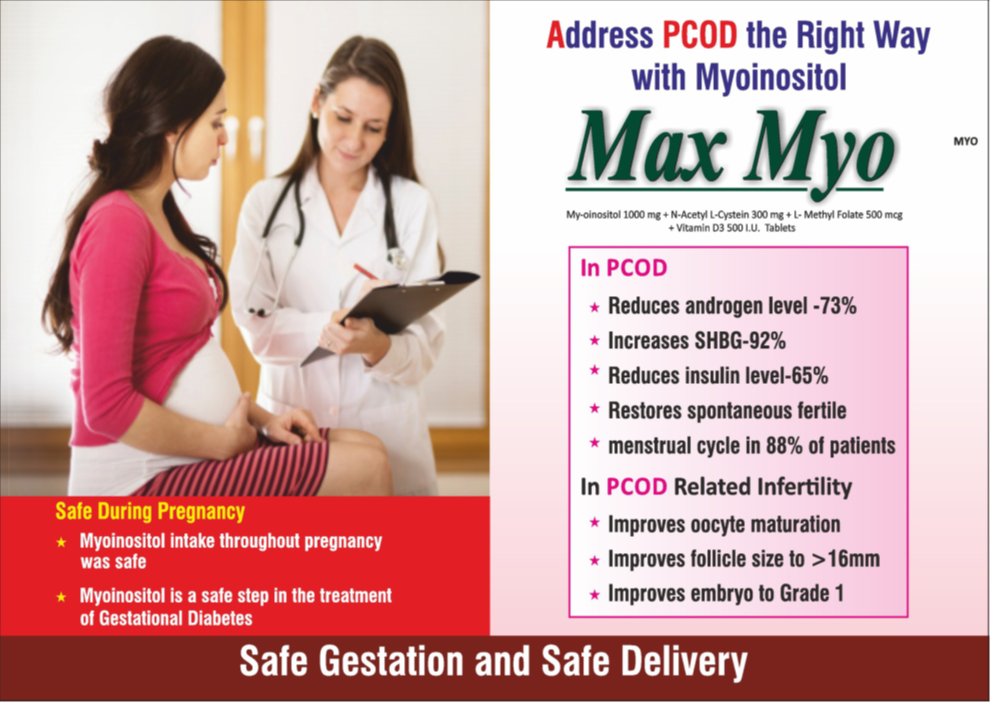 Address PCOD the Right Way
with Myoinositol
Max Myo
MYO
My-oinositol 1000 mg + N-Acetyl L-Cystein 300 mg + L- Methyl Folate 500 mcg
+ Vitamin D3 500 I.U. Tablets
In PCOD
Reduces androgen level -73%
Increases SHBG-92%
Reduces insulin level-65%
Restores spontaneous fertile
menstrual cycle in 88% of patients
In PCOD Related Infertility
Improves oocyte maturation
Improves follicle size to >16mm
Improves embryo to Grade 1
Safe During Pregnancy
Myoinositol intake throughout pregnancy
was safe
Myoinositol is a safe step in the treatment
of Gestational Diabetes
Safe Gestation and Safe Delivery